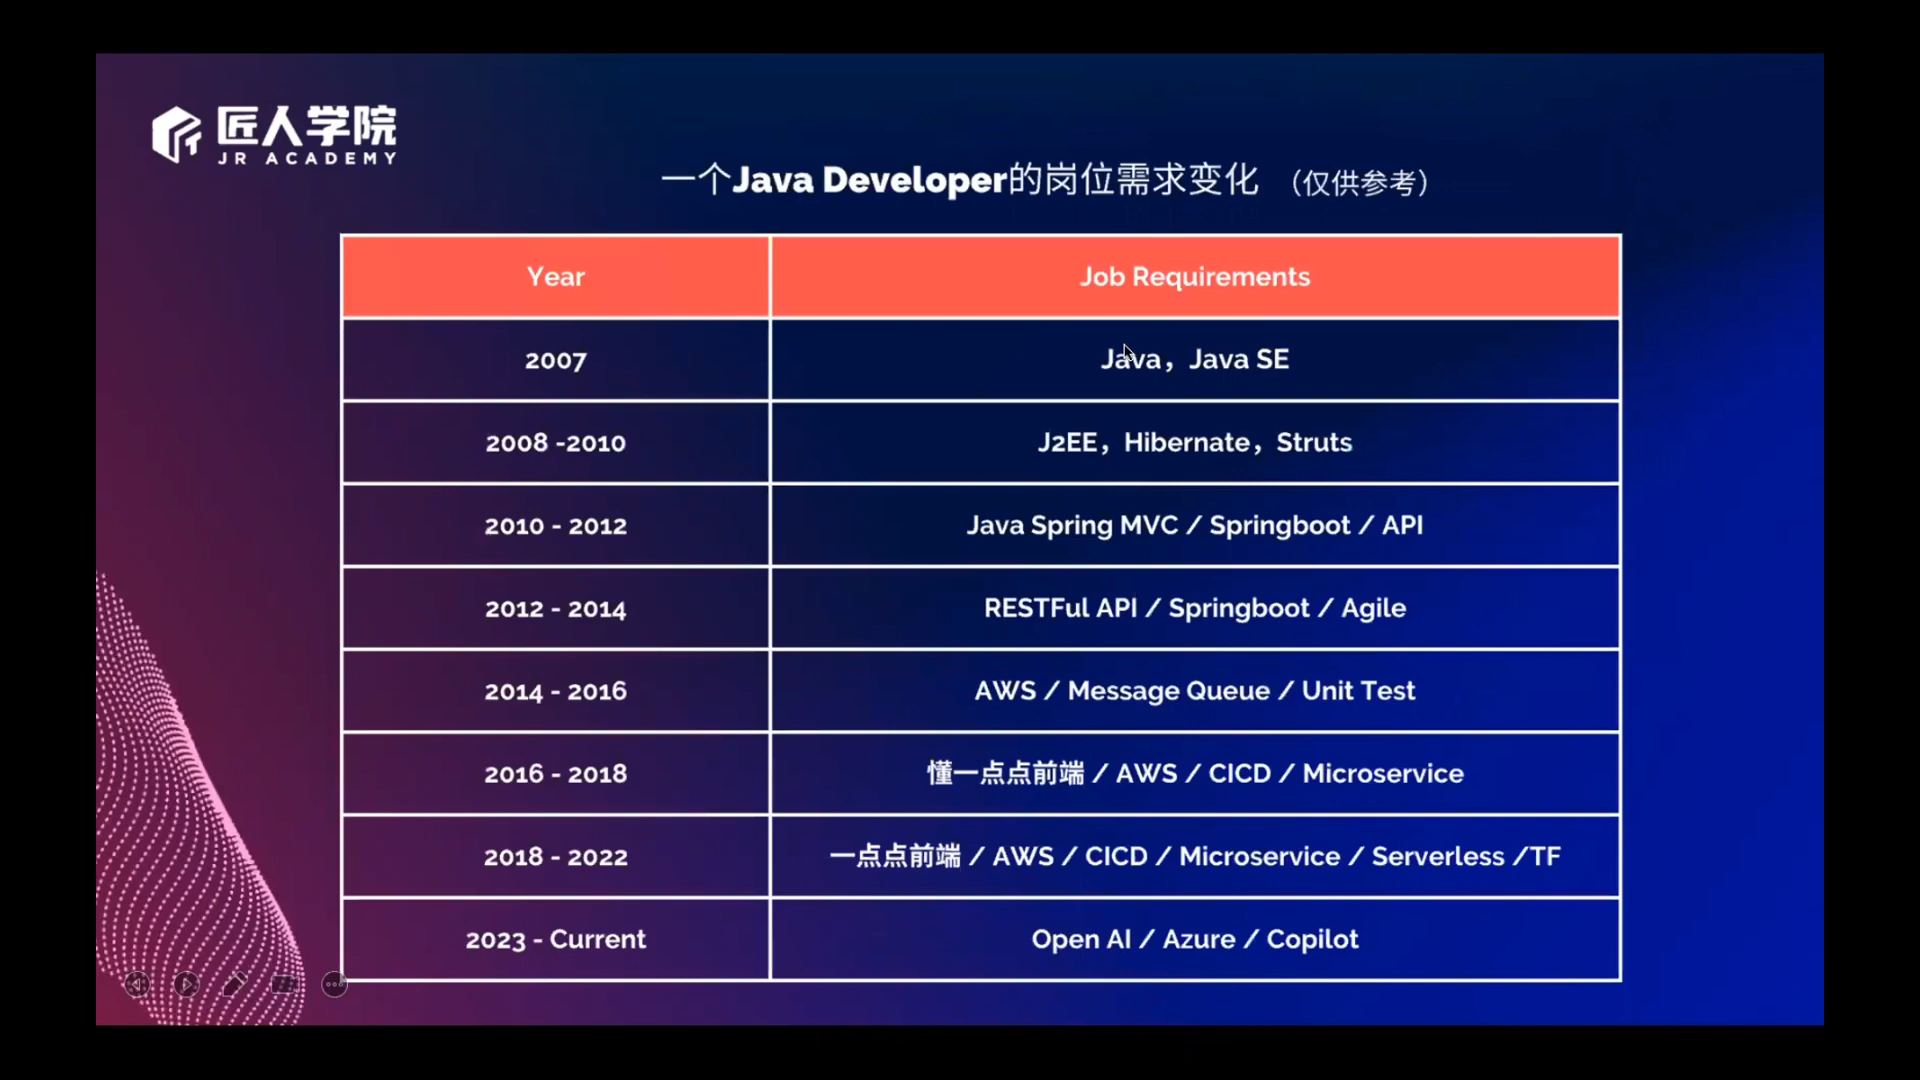 匠人学院
JR ACADEMY
一个Java Developer的岗位需求变化 （仅供参考）
Year Job Requirements
2007 Java，Java SE
2008 -2010 J2EE，Hibernate，Struts
2010 - 2012 Java Spring MVC / Springboot / API
2012 - 2014 RESTFul API / Springboot / Agile
2014 - 2016 AWS / Message Queue / Unit Test
2016 - 2018 懂一点点前端 / AWS / CICD / Microservice
2018 - 2022 一点点前端 / AWS / CICD / Microservice / Serverless /TF
2023 - Current Open AI / Azure / Copilot